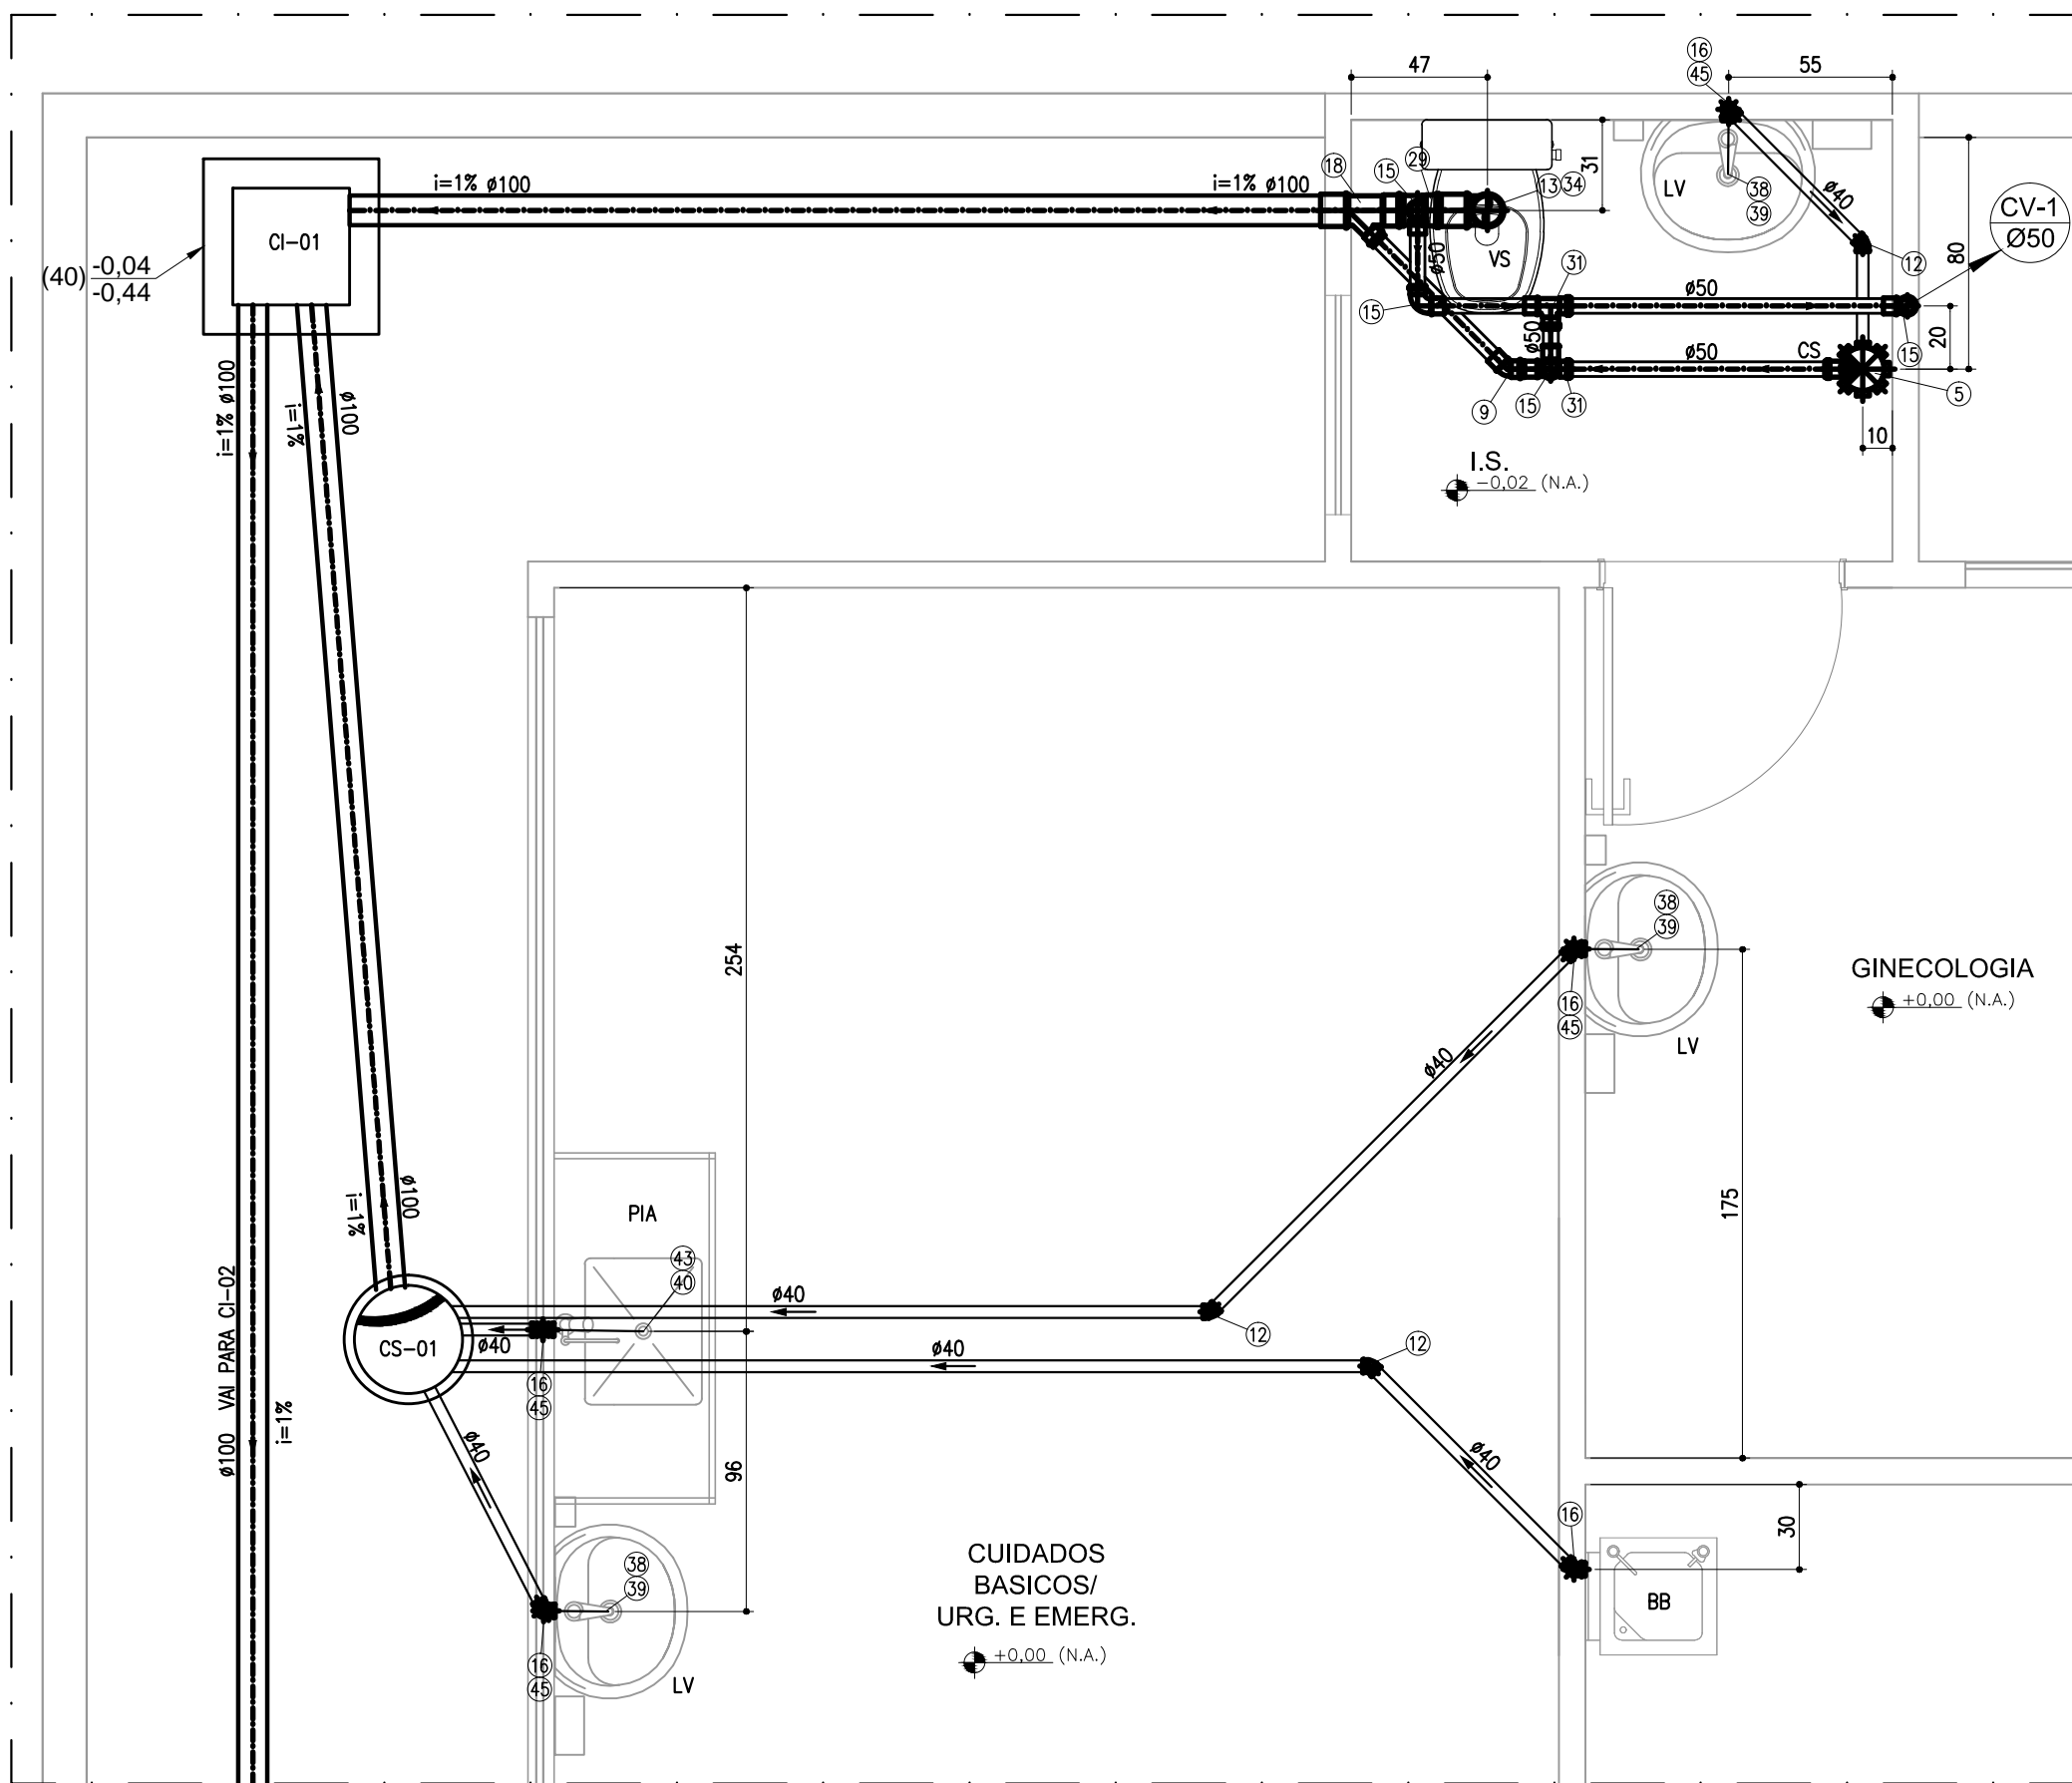 16
45
47
55
i=1% ø100
i=1% ø100
18
15
29
13
34
31
LV
38
39
ø40
CV-1
Ø50
CI-01
(40)
-0,04
-0,44
VS
ø50
31
12
80
15
ø50
ø50
20
15
ø50
CS
5
9
15
31
10
i=1% ø100
i=1%
ø100
I.S.
-0,02 (N.A.)
254
38
39
16
45
LV
GINECOLOGIA
+0,00 (N.A.)
ø40
175
i=1%
ø100
PIA
43
40
ø40
12
CS-01
ø40
ø40
12
16
45
ø100 VAI PARA CI-02
i=1%
ø40
96
ø40
16
30
BB
38
39
CUIDADOS
BASICOS/
URG. E EMERG.
+0,00 (N.A.)
16
45
LV